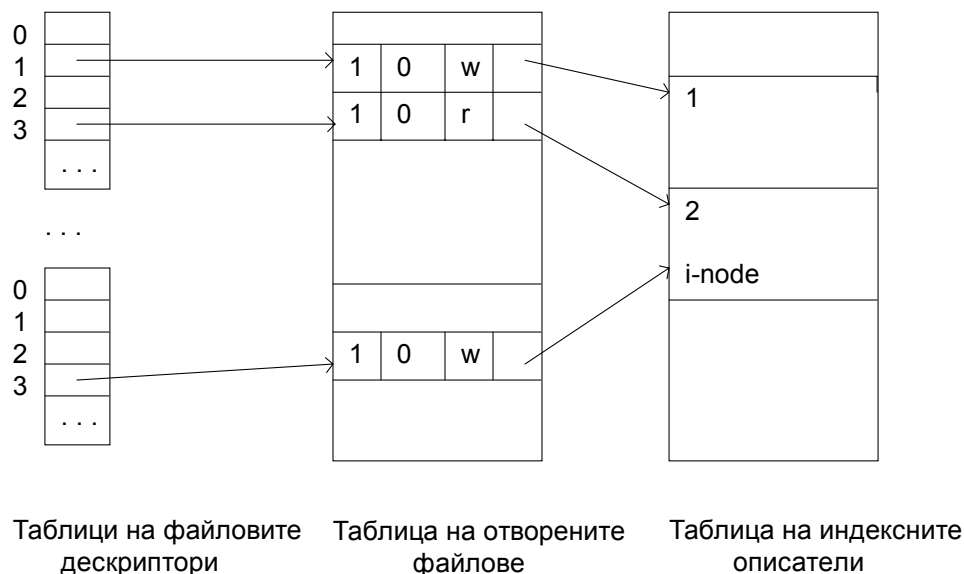 0
1
2
3
. . .
. . .
0
1
2
3
. . .
1 0 w
1 0 r
1 0 w
1
2
i-node
Таблици на файловите
дескриптори
Таблица на отворените
файлове
Таблица на индексните
описатели